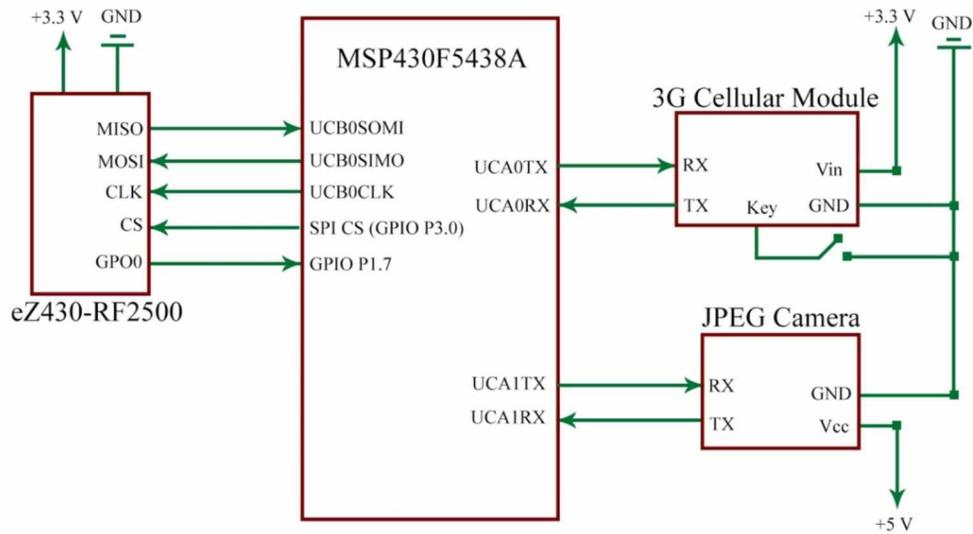 +3.3 V
GND
+3.3 V
GND
MSP430F5438A
3G Cellular Module
MISO
UCB0SOMI
MOSI
UCB0SIMO
UCA0TX
RX
Vin
CLK
UCB0CLK
UCA0RX
TX
Key
GND
CS
SPI CS (GPIO P3.0)
GPO0
GPIO P1.7
eZ430-RF2500
JPEG Camera
UCA1TX
RX
GND
UCA1RX
TX
Vcc
+5 V